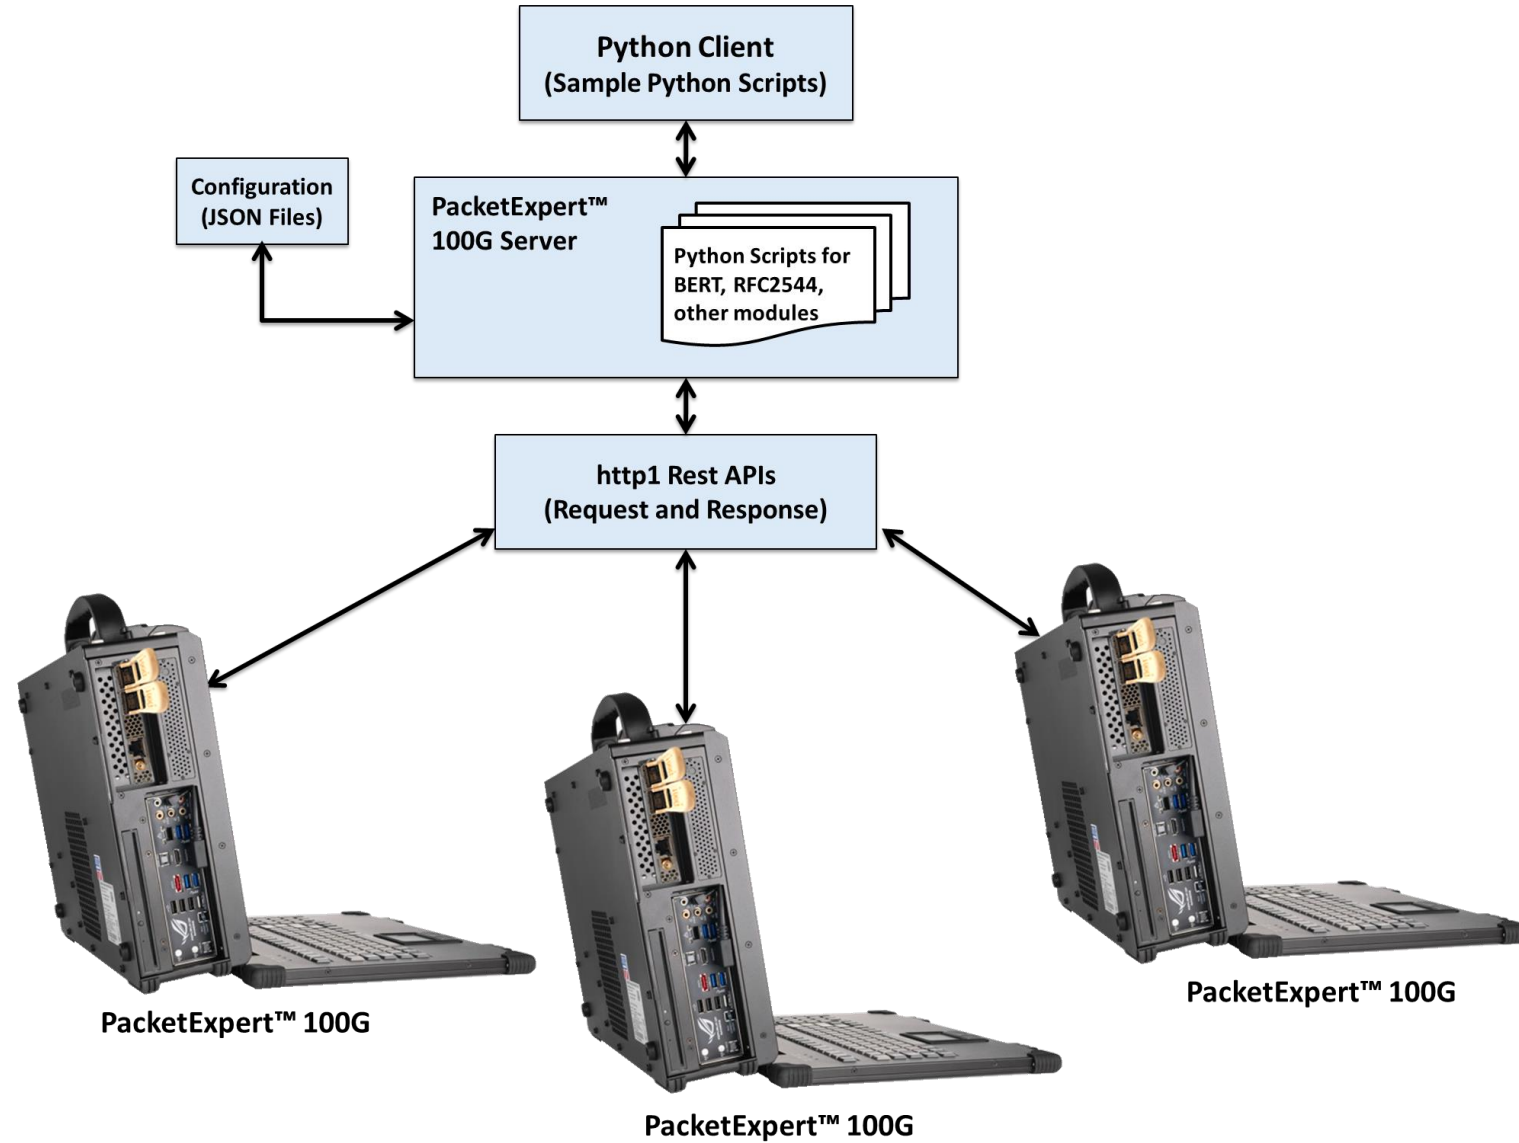 Python Client
(Sample Python Scripts)
Configuration
(JSON Files)
PacketExpert™
100G Server
Python Scripts for
BERT, RFC2544,
other modules
http1 Rest APIs
(Request and Response)
PacketExpert™ 100G
PacketExpert™ 100G
PacketExpert™ 100G